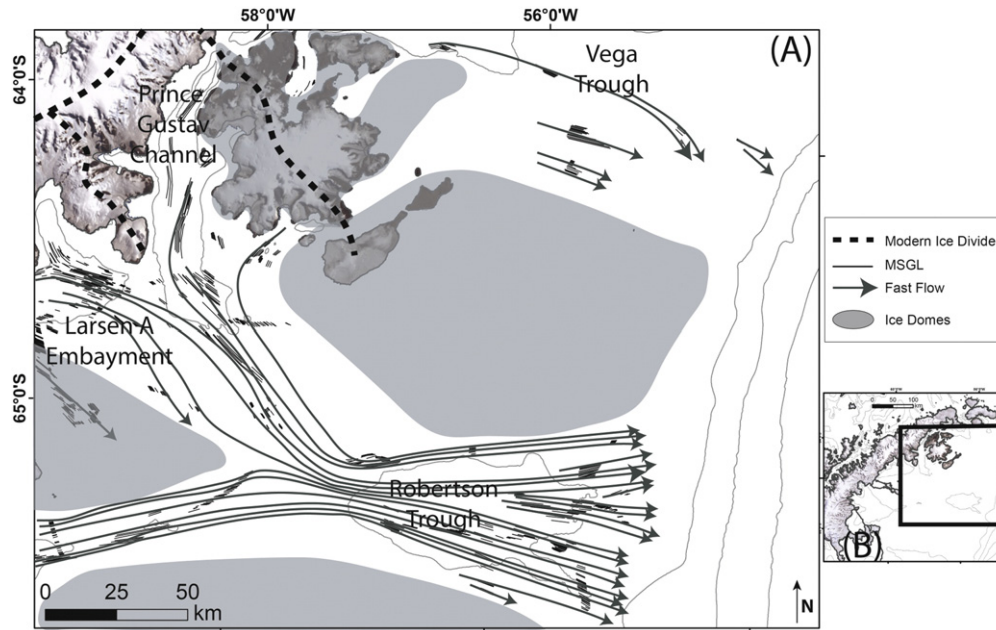 58°0'W
56°0'W
64°0'S
65°0'S
(A)
Vega
Trough
Prince
Gustav
Channel
Larsen A
Embayment
Robertson
Trough
0 25 50
km
N
Modern Ice Divide
MSGL
Fast Flow
Ice Domes
(B)